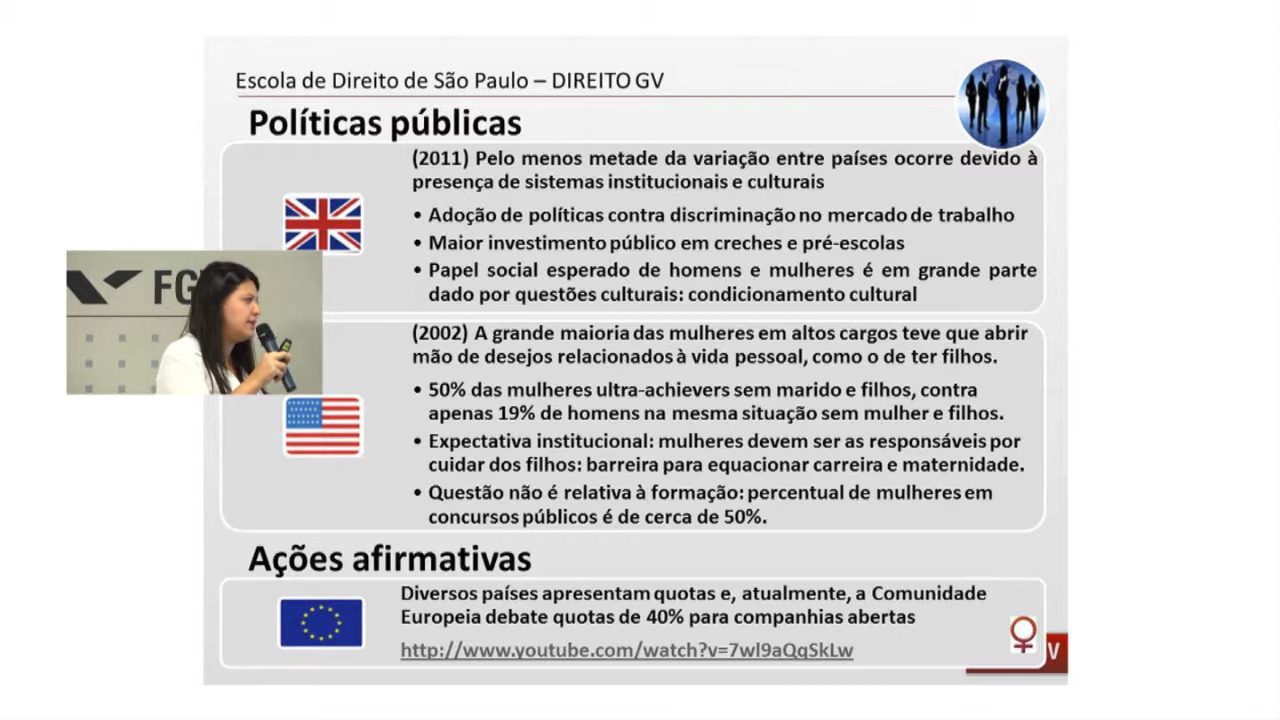 Escola de Direito de São Paulo – DIREITO GV
Políticas públicas
(2011) Pelo menos metade da variação entre países ocorre devido à
presença de sistemas institucionais e culturais
• Adoção de políticas contra discriminação no mercado de trabalho
• Maior investimento público em creches e pré-escolas
• Papel social esperado de homens e mulheres é em grande parte
dado por questões culturais: condicionamento cultural
FG
(2002) A grande maioria das mulheres em altos cargos teve que abrir
mão de desejos relacionados à vida pessoal, como o de ter filhos.
• 50% das mulheres ultra-achievers sem marido e filhos, contra
apenas 19% de homens na mesma situação sem mulher e filhos.
• Expectativa institucional: mulheres devem ser as responsáveis por
cuidar dos filhos: barreira para equacionar carreira e maternidade.
• Questão não é relativa à formação: percentual de mulheres em
concursos públicos é de cerca de 50%.
Ações afirmativas
Diversos países apresentam quotas e, atualmente, a Comunidade
Europeia debate quotas de 40% para companhias abertas
http://www.youtube.com/watch?v=7wl9aQgSkLw
V